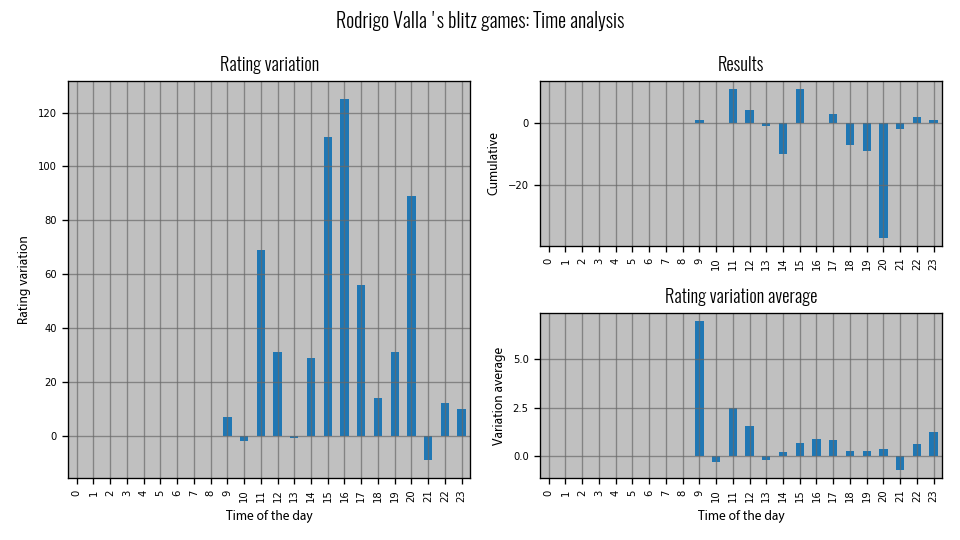 Rodrigo Valla 's blitz games: Time analysis
Rating variation
Rating variation
120
100
80
60
40
20
0
0 1 2 3 4 5 6 7 8 9 10 11 12 13 14 15 16 17 18 19 20 21 22 23
Time of the day
Results
Cumulative
0
−20
0 1 2 3 4 5 6 7 8 9 10 11 12 13 14 15 16 17 18 19 20 21 22 23
Rating variation average
Variation average
5.0
2.5
0.0
0 1 2 3 4 5 6 7 8 9 10 11 12 13 14 15 16 17 18 19 20 21 22 23
Time of the day